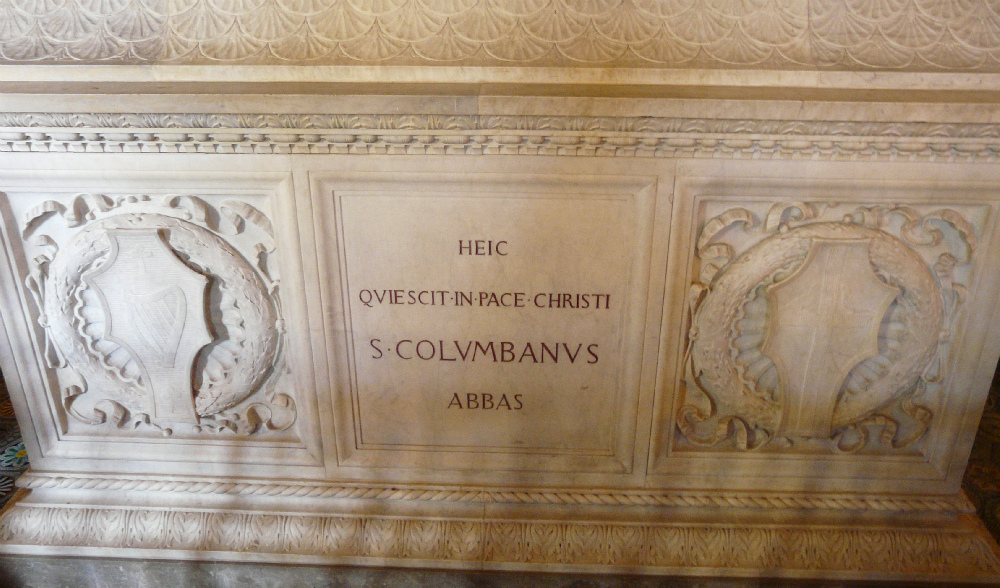 HEIC
QVIESCIT·IN·PACE·CHRISTI
S·COLVMBANVS
ABBAS